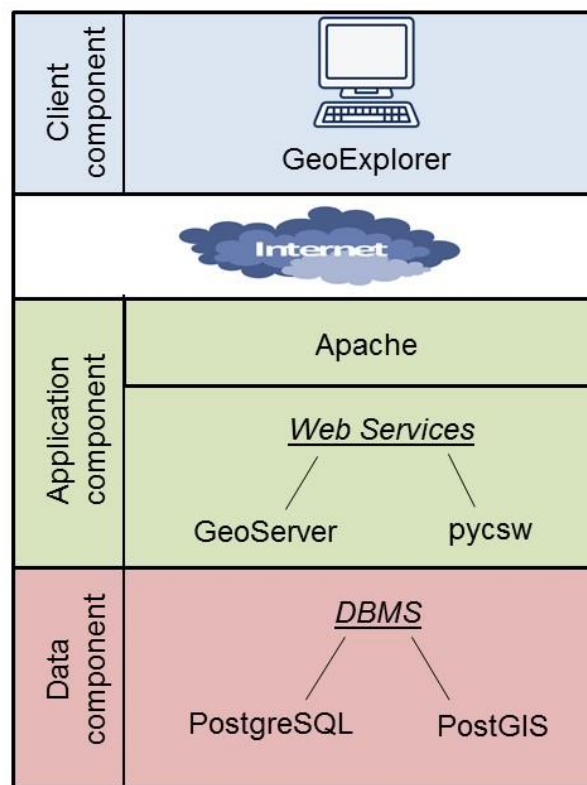 Client
component
GeoExplorer
Internet
Application
component
Apache
Web Services
GeoServer pycsw
Data
component
DBMS
PostgreSQL PostGIS